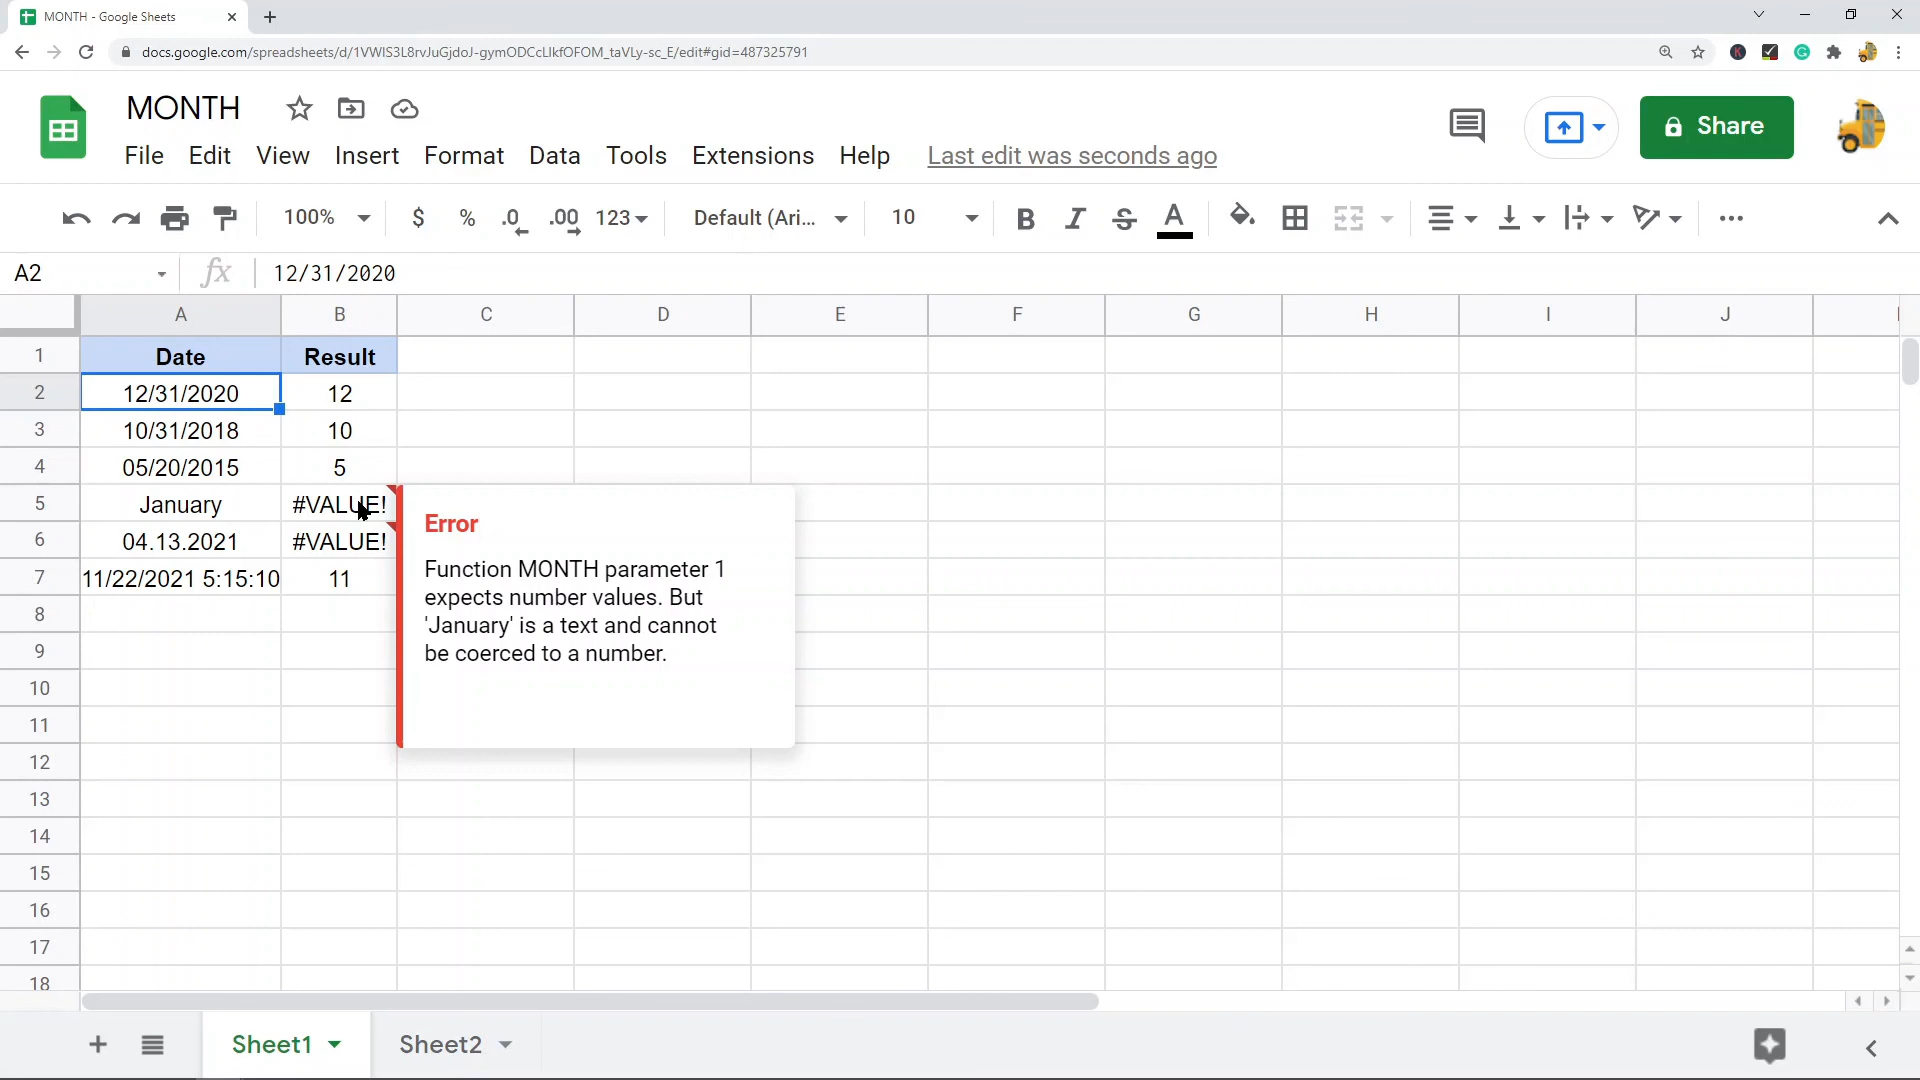 MONTH - Google Sheets
docs.google.com/spreadsheets/d/1VWIS3L8rvJuGjdoJ-gymODCcLlkfOFOM_taVLy-sc_E/edit#gid=487325791
MONTH
Share
File Edit View Insert Format Data Tools Extensions Help Last edit was seconds ago
100% $ % .0 .00 123 Default (Ari... 10 B I S A
A2 fx 12/31/2020
A B C D E F G H I J
1 Date Result
2 12/31/2020 12
3 10/31/2018 10
4 05/20/2015 5
5 January #VALUE!
6 04.13.2021 #VALUE!
7 11/22/2021 5:15:10 11
Error
Function MONTH parameter 1
expects number values. But
'January' is a text and cannot
be coerced to a number.
8
9
10
11
12
13
14
15
16
17
18
Sheet1 Sheet2